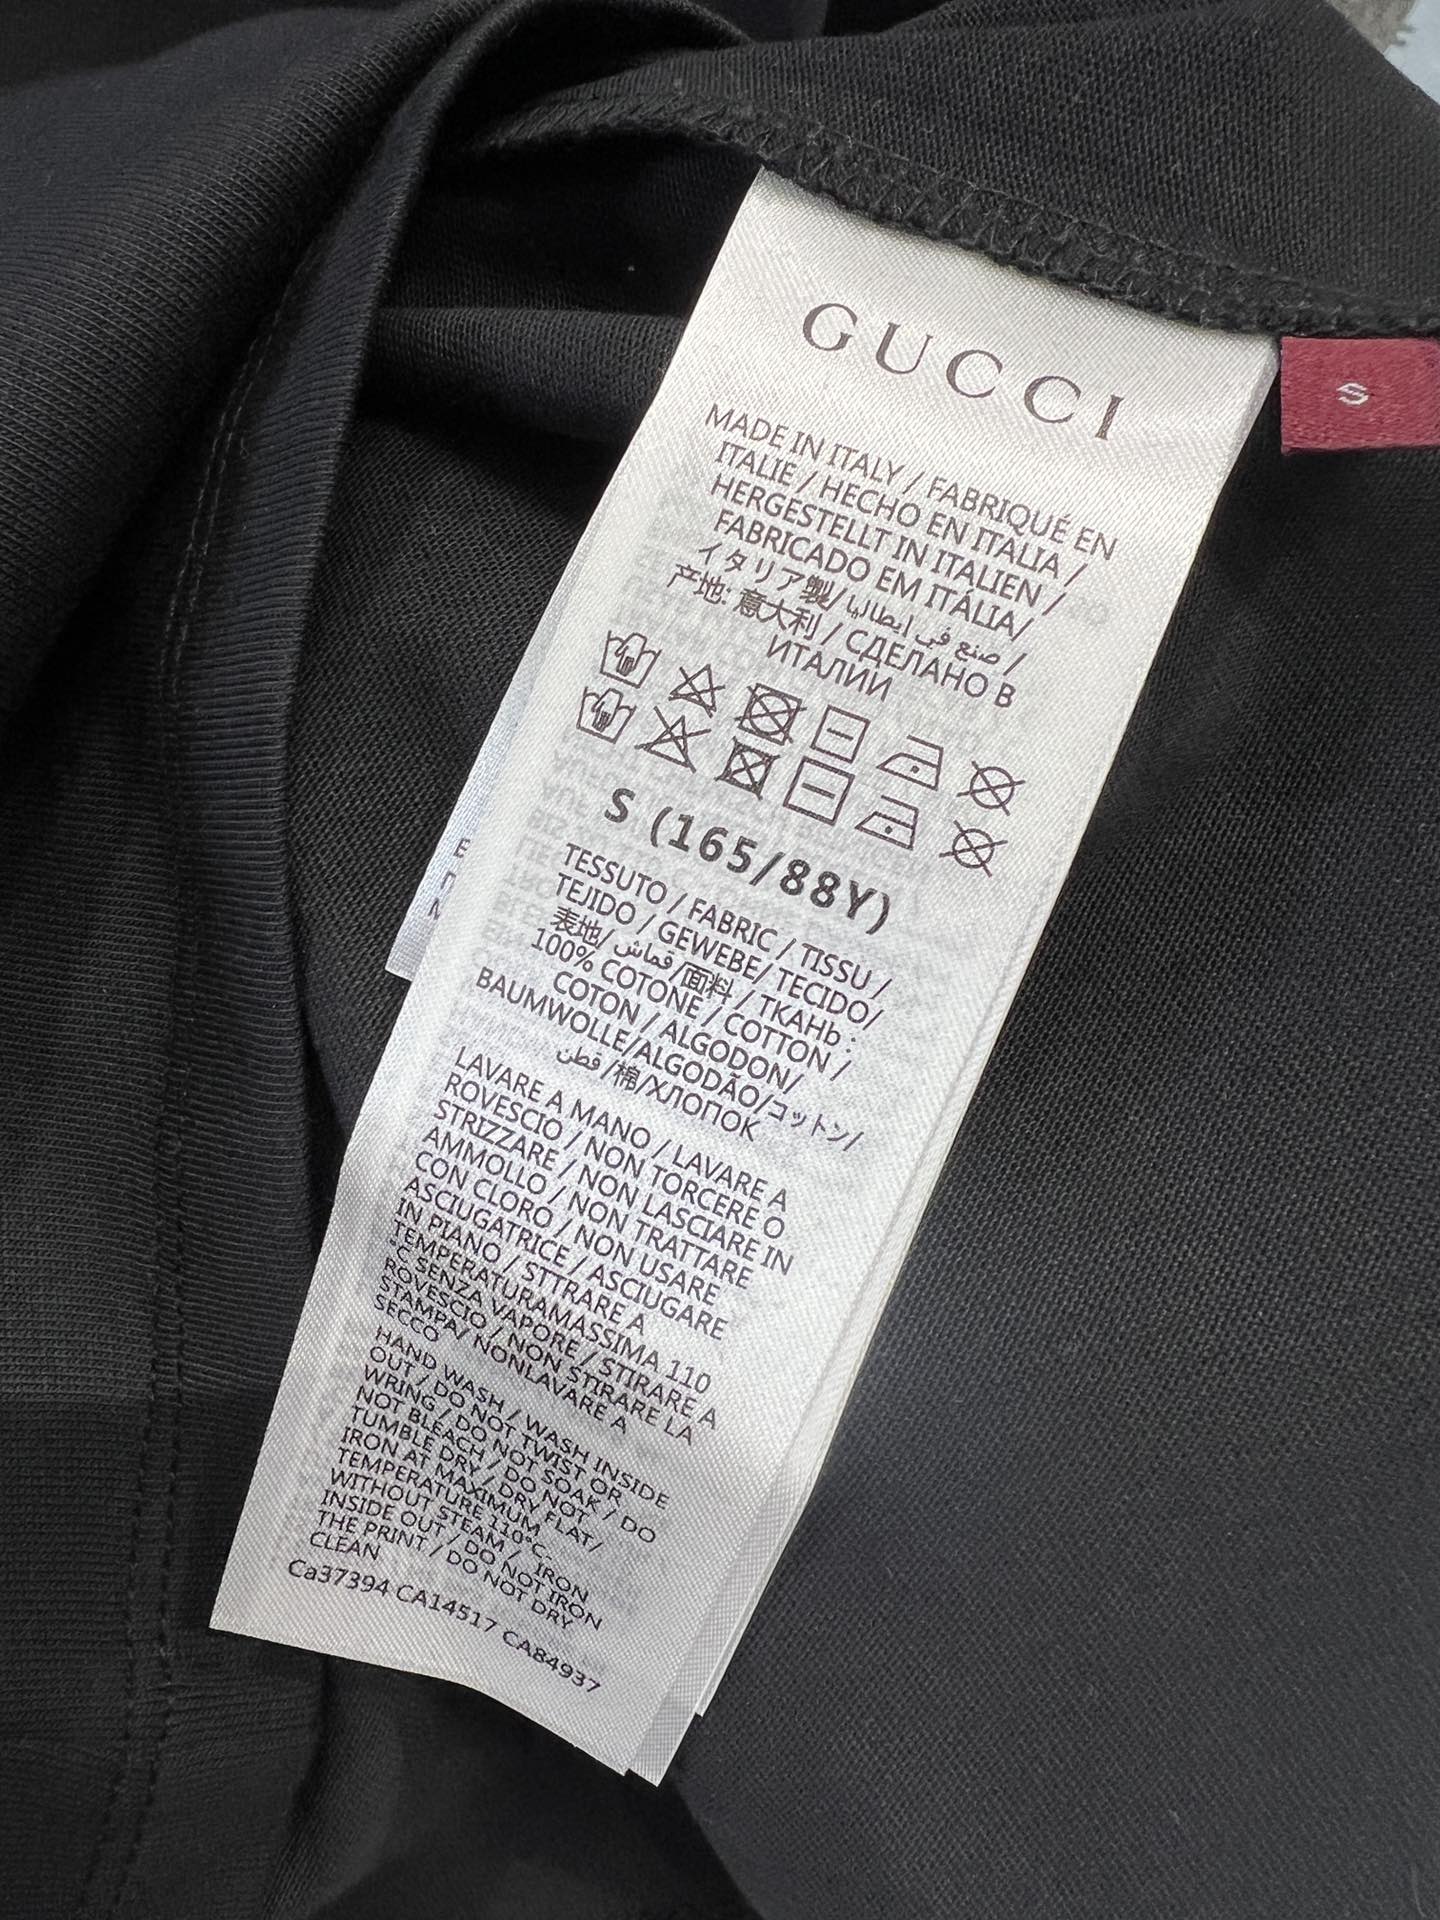 GUCCI
S
MADE IN ITALY / FABRIQUÉ EN
ITALIE / HECHO EN ITALIA /
HERGESTELLT IN ITALIEN /
FABRICADO EM ITÁLIA/
イタリア製/ صنع في إيطاليا /
产地: 意大利 / СДЕЛАНО В
ИТАЛИИ
S (165/88Y)
TESSUTO / FABRIC / TISSU /
TEJIDO / GEWEBE/ TECIDO/
表地/ قماش/面料 / ТКАНЬ :
100% COTONE / COTTON /
COTON / ALGODON/
BAUMWOLLE/ALGODÃO/コットン/
قطن /棉/ХЛОПОК
LAVARE A MANO / LAVARE A
ROVESCIO / NON TORCERE O
STRIZZARE / NON LASCIARE IN
AMMOLLO / NON TRATTARE
CON CLORO / NON USARE
ASCIUGATRICE / ASCIUGARE
IN PIANO / STTRARE A
TEMPERATURAMASSIMA 110
°C SENZA VAPORE / STIRARE A
ROVESCIO / NON STIRARE LA
STAMPA/ NONLAVARE A
SECCO
HAND WASH / WASH INSIDE
OUT / DO NOT TWIST OR
WRING / DO NOT SOAK / DO
NOT BLEACH / DO NOT
TUMBLE DRY / DRY FLAT/
IRON AT MAXIMUM
TEMPERATURE 110°C
WITHOUT STEAM / IRON
INSIDE OUT / DO NOT IRON
THE PRINT / DO NOT DRY
CLEAN
Ca37394 CA14517 CA84937